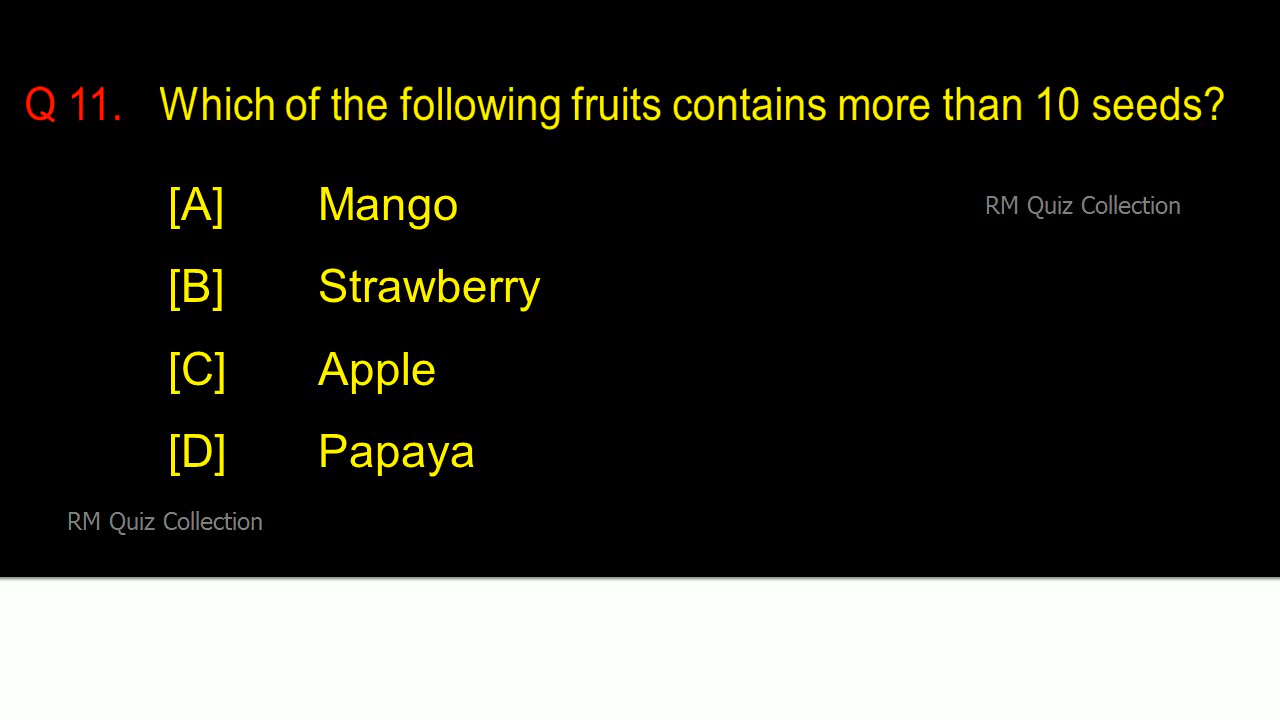 Q 11. Which of the following fruits contains more than 10 seeds?
[A] Mango
RM Quiz Collection
[B] Strawberry
[C] Apple
[D] Papaya
RM Quiz Collection